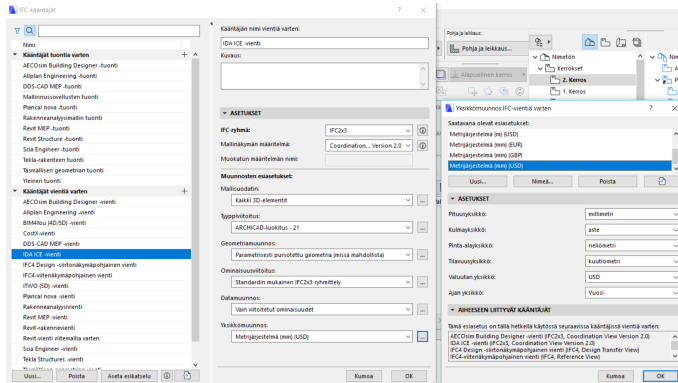 IFC-kääntäjät
Nimi
Kääntäjät tuontia varten
AECOsim Building Designer -tuonti
Allplan Engineering -tuonti
DDS-CAD MEP -tuonti
Mallinmuossovellusten tuonti
Plancal nova -tuonti
Rakenneanalyysimallin tuonti
Revit MEP -tuonti
Revit Structure -tuonti
Scia Engineer -tuonti
Tekla-rakenteen tuonti
Täsmällisen geometrian tuonti
Yleinen tuonti
Kääntäjät vientiä varten
AECOsim Building Designer -vienti
Allplan Engineering -vienti
BIM4You (4D/5D) -vienti
CostX-vienti
DDS-CAD MEP -vienti
IDA ICE -vienti
IFC4 Design -siirtonäkymäpohjainen vienti
IFC4-viitenäkymäpohjainen vienti
iTWO (5D) -vienti
Plancal nova -vienti
Rakenneanalyysivienti
Revit MEP -vienti
Revit-rakennevienti
Revit-vienti viitemallia varten
Scia Engineer -vienti
Tekla Structures -vienti
Uusi...
Poista
Aseta esikatselu
Kääntäjän nimi vientiä varten:
IDA ICE -vienti
Kuvaus:
ASETUKSET
IFC-ryhmä:
IFC2x3
Mallinäkymän määritelmä:
Coordination... Version 2.0
Muokatun määritelmän nimi:
Muunnosten esiasetukset:
Mallisuodatin:
Kaikki 3D-elementit
Tyyppiviitoitus:
ARCHICAD-luokitus - 21
Geometriamuunnos:
Parametrisesti pursotettu geometria (missä mahdollista)
Ominaisuusviitoitus:
Standardin mukainen IFC2x3-ryhmittely
Datamuunnos:
Vain viitoitetut ominaisuudet
Yksikkömuunnos:
Metrijärjestelmä (mm) (USD)
Kumoa
OK
Pohja ja leikkaus:
Pohja ja leikkaus...
Alapuolinen kerros
Nimetön
Kerrokset
2. Kerros
1. Kerros
Yksikkömuunnos IFC-vientiä varten
Saatavana olevat esiasetukset:
Metrijärjestelmä (m) (USD)
Metrijärjestelmä (mm) (EUR)
Metrijärjestelmä (mm) (GBP)
Metrijärjestelmä (mm) (USD)
Uusi...
Nimeä...
Poista
ASETUKSET
Pituusyksikkö:
millimetri
Kulmayksikkö:
aste
Pinta-alayksikkö:
neliömetri
Tilavuusyksikkö:
kuutiometri
Valuutan yksikkö:
USD
Ajan yksikkö:
Vuosi
AIHEESEEN LIITTYVÄT KÄÄNTÄJÄT
Tämä esiasetus on tällä hetkellä käytössä seuraavissa kääntäjissä vientiä varten:
AECOsim Building Designer -vienti (IFC2x3, Coordination View Version 2.0)
IDA ICE -vienti (IFC2x3, Coordination View Version 2.0)
IFC4 Design -siirtonäkymäpohjainen vienti (IFC4, Design Transfer View)
IFC4-viitenäkymäpohjainen vienti (IFC4, Reference View)
Kumoa
OK